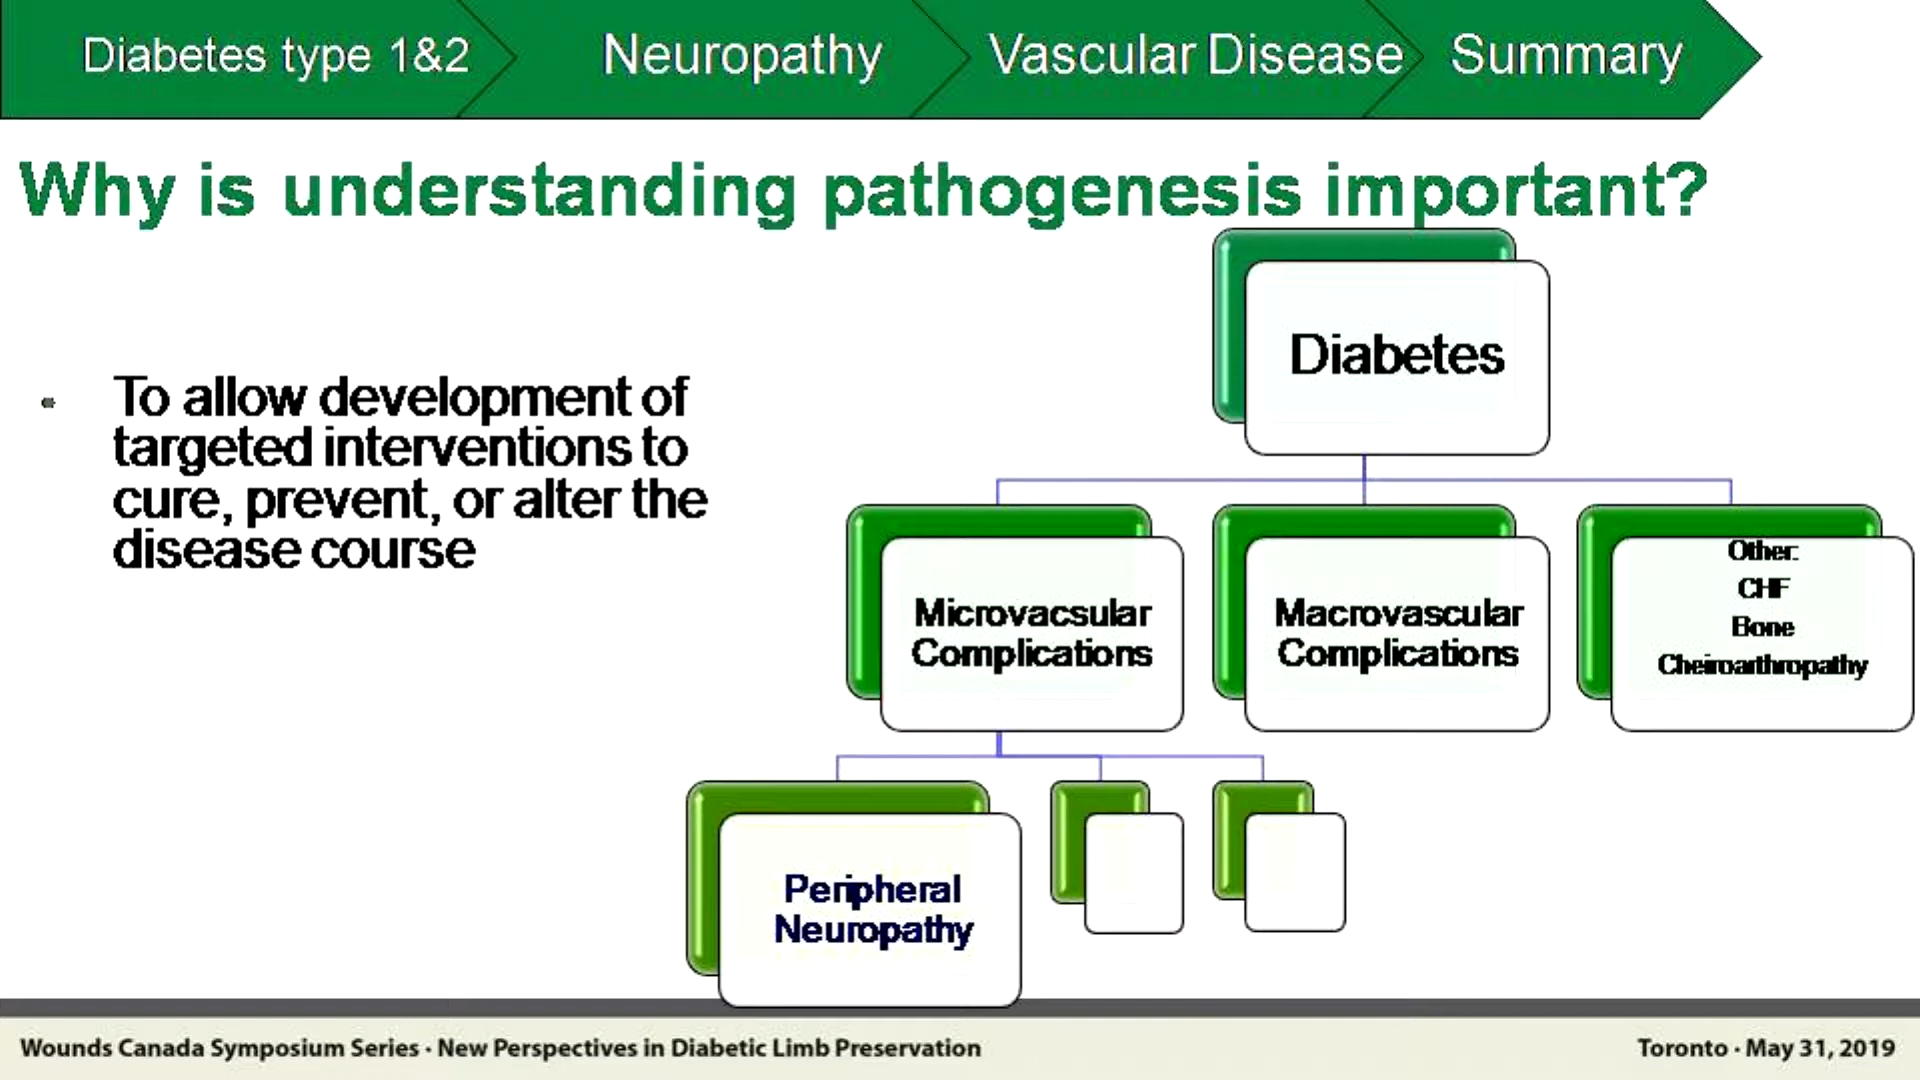 Diabetes type 1&2
Neuropathy
Vascular Disease
Summary
Why is understanding pathogenesis important?
To allow development of
targeted interventions to
cure, prevent, or alter the
disease course
Diabetes
Microvacsular
Complications
Macrovascular
Complications
Other:
CHF
Bone
Cheiroarthropathy
Peripheral
Neuropathy
Wounds Canada Symposium Series · New Perspectives in Diabetic Limb Preservation
Toronto · May 31, 2019